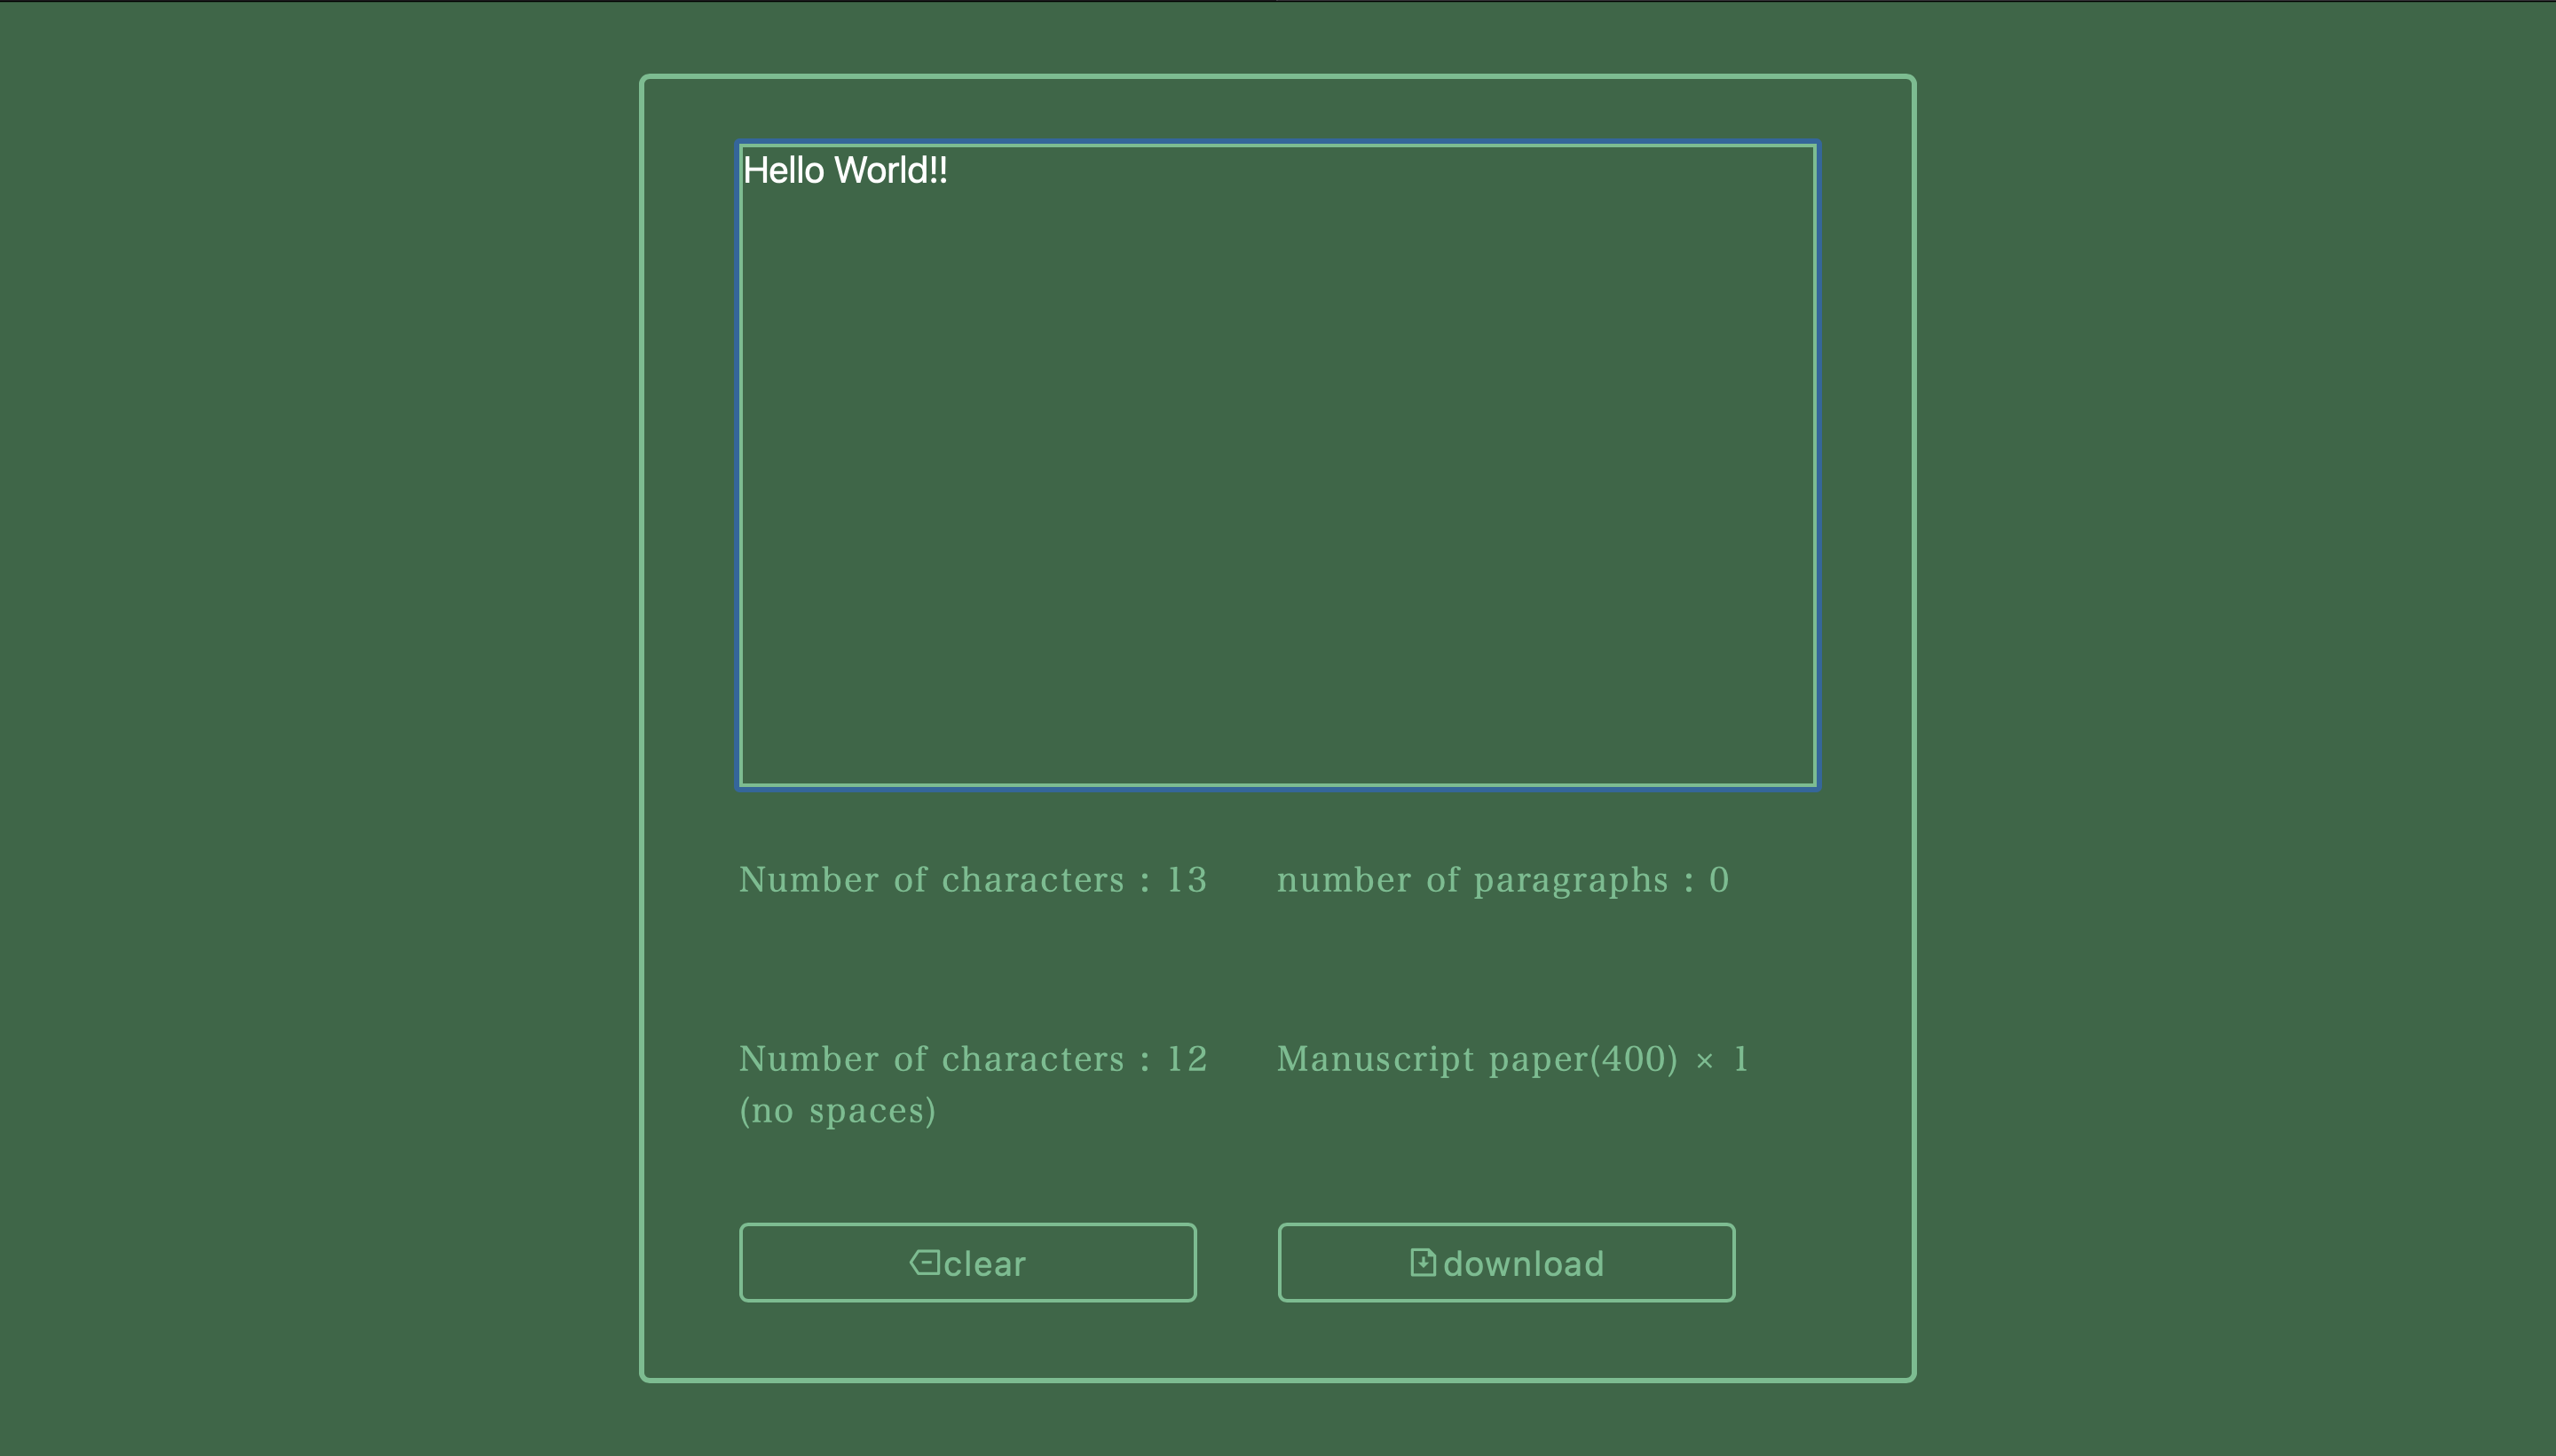 Hello World!!
Number of characters : 13
number of paragraphs : 0
Number of characters : 12
(no spaces)
Manuscript paper(400) × 1
clear
download